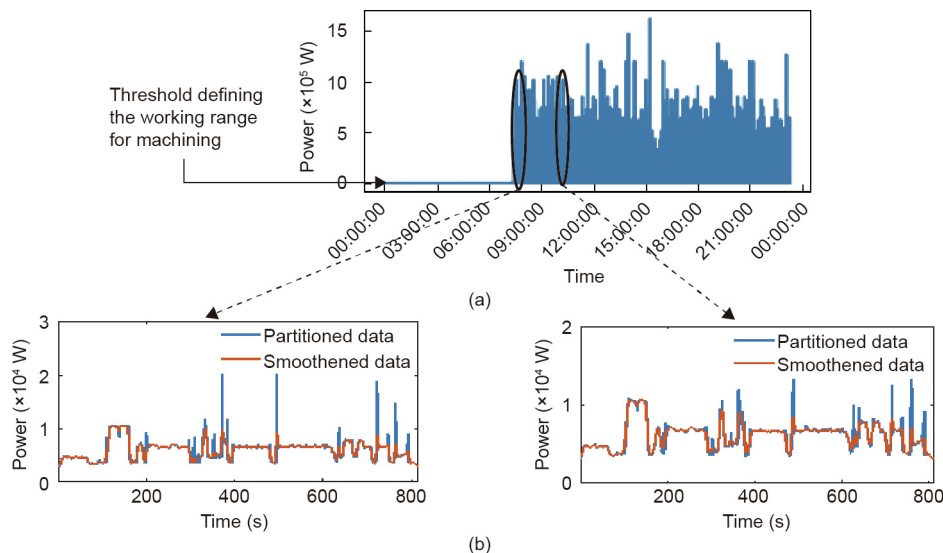 15
10
5
0
Power (×10⁵ W)
Threshold defining
the working range
for machining
00:00:00
03:00:00
06:00:00
09:00:00
12:00:00
15:00:00
18:00:00
21:00:00
00:00:00
Time
(a)
3
2
1
0
Power (×10⁴ W)
Partitioned data
Smoothened data
200
400
600
800
Time (s)
2
1
0
Power (×10⁴ W)
Partitioned data
Smoothened data
200
400
600
800
Time (s)
(b)